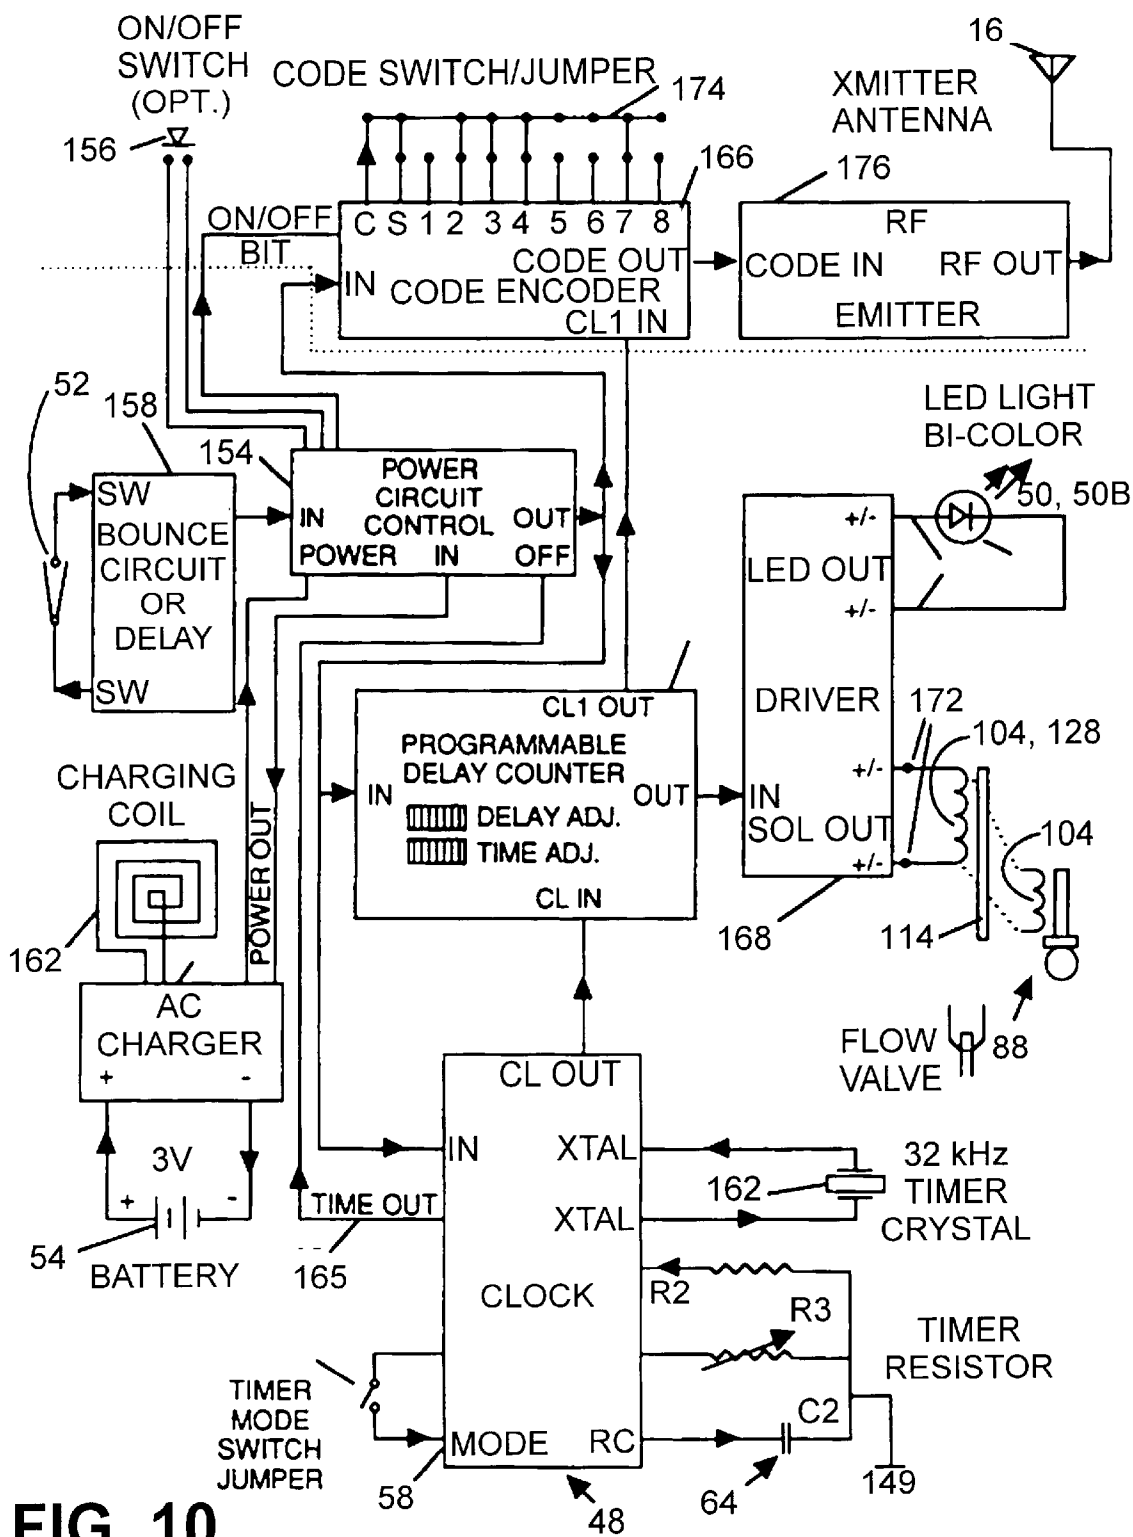 ON/OFF
SWITCH
(OPT.)
156
CODE SWITCH/JUMPER
174
16
XMITTER
ANTENNA
166
176
ON/OFF
BIT
C S 1 2 3 4 5 6 7 8
CODE OUT
IN
CODE ENCODER
CL1 IN
RF
CODE IN
RF OUT
EMITTER
52
158
154
SW
BOUNCE
CIRCUIT
OR
DELAY
SW
POWER
CIRCUIT
CONTROL
IN
OUT
POWER
IN
OFF
LED LIGHT
BI-COLOR
50, 50B
+/-
LED OUT
+/-
DRIVER
172
104, 128
+/-
IN
SOL OUT
+/-
104
168
114
CL1 OUT
PROGRAMMABLE
DELAY COUNTER
IN
OUT
DELAY ADJ.
TIME ADJ.
CL IN
CHARGING
COIL
POWER OUT
162
AC
CHARGER
+
-
3V
+
-
54
BATTERY
FLOW
VALVE
88
CL OUT
IN
XTAL
162
32 kHz
TIMER
CRYSTAL
TIME OUT
XTAL
165
CLOCK
R2
R3
TIMER
RESISTOR
TIMER
MODE
SWITCH
JUMPER
MODE
RC
C2
58
48
64
149
FIG. 10